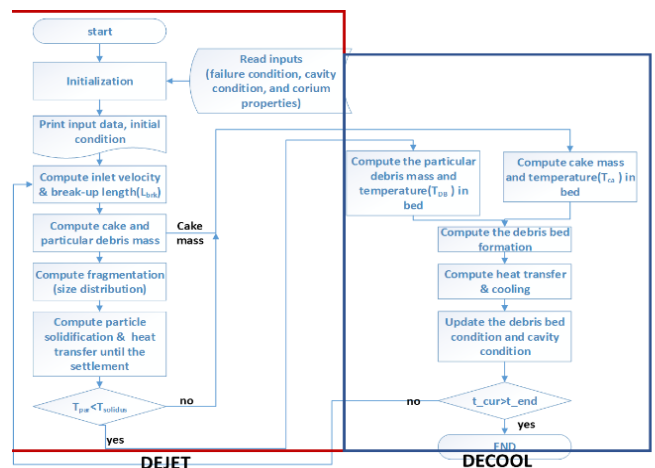 start
Initialization
Read inputs
(failure condition, cavity
condition, and corium
properties)
Print input data, initial
condition
Compute inlet velocity
& break-up length(Lbrk)
Compute cake and
particular debris mass
Cake
mass
Compute fragmentation
(size distribution)
Compute particle
solidification & heat
transfer until the
settlement
Tpar<Tsolidus
no
yes
DEJET
Compute the particular
debris mass and
temperature(TDB ) in
bed
Compute cake mass
and temperature(Tca ) in
bed
Compute the debris bed
formation
Compute heat transfer
& cooling
Update the debris bed
condition and cavity
condition
no
t_cur>t_end
yes
END
DECOOL